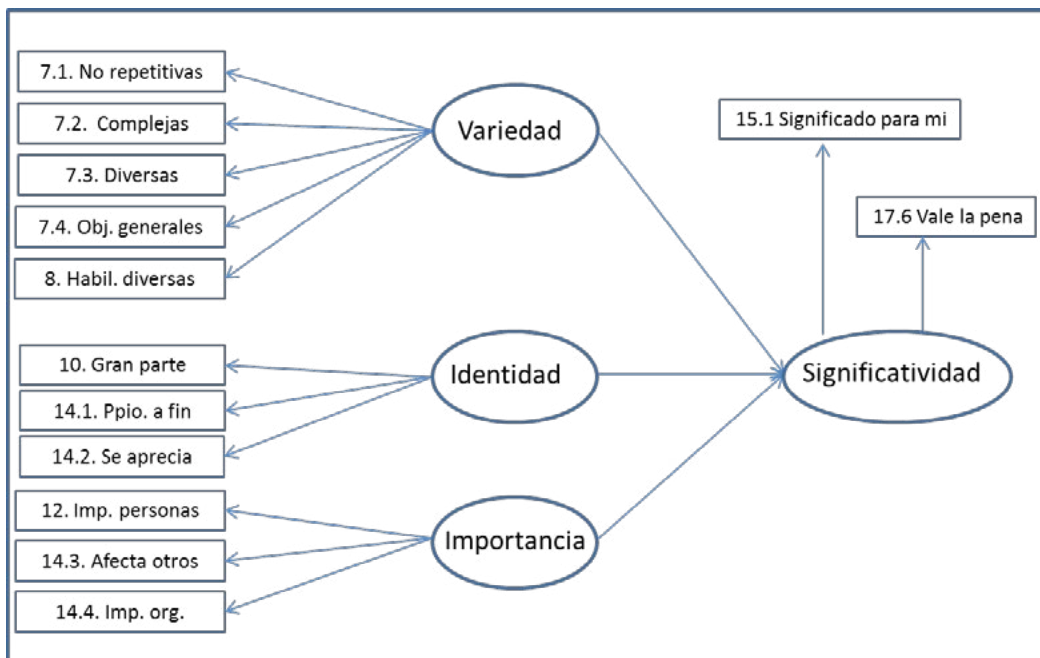 7.1. No repetitivas
7.2. Complejas
7.3. Diversas
7.4. Obj. generales
8. Habil. diversas
Variedad
10. Gran parte
14.1. Ppio. a fin
14.2. Se aprecia
Identidad
12. Imp. personas
14.3. Afecta otros
14.4. Imp. org.
Importancia
15.1 Significado para mi
17.6 Vale la pena
Significatividad